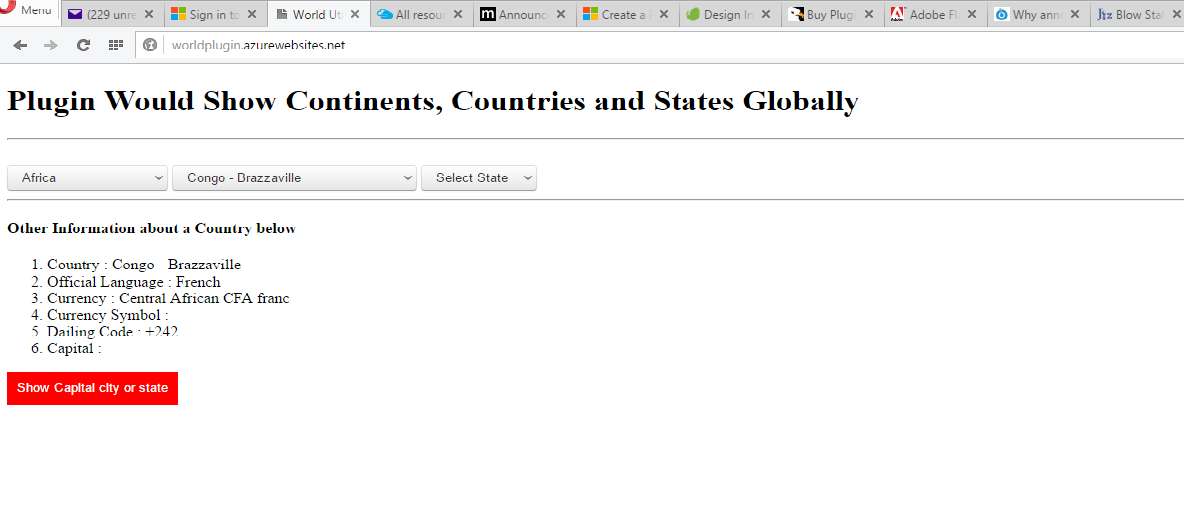 Menu (229 unre Sign in to World Ut All resour Announc Create a Design In Buy Plugi Adobe Fl Why ann Blow Stal
worldplugin.azurewebsites.net
Plugin Would Show Continents, Countries and States Globally
Africa Congo - Brazzaville Select State
Other Information about a Country below
1. Country : Congo - Brazzaville
2. Official Language : French
3. Currency : Central African CFA franc
4. Currency Symbol :
5. Dailing Code : +242
6. Capital :
Show Capital city or state